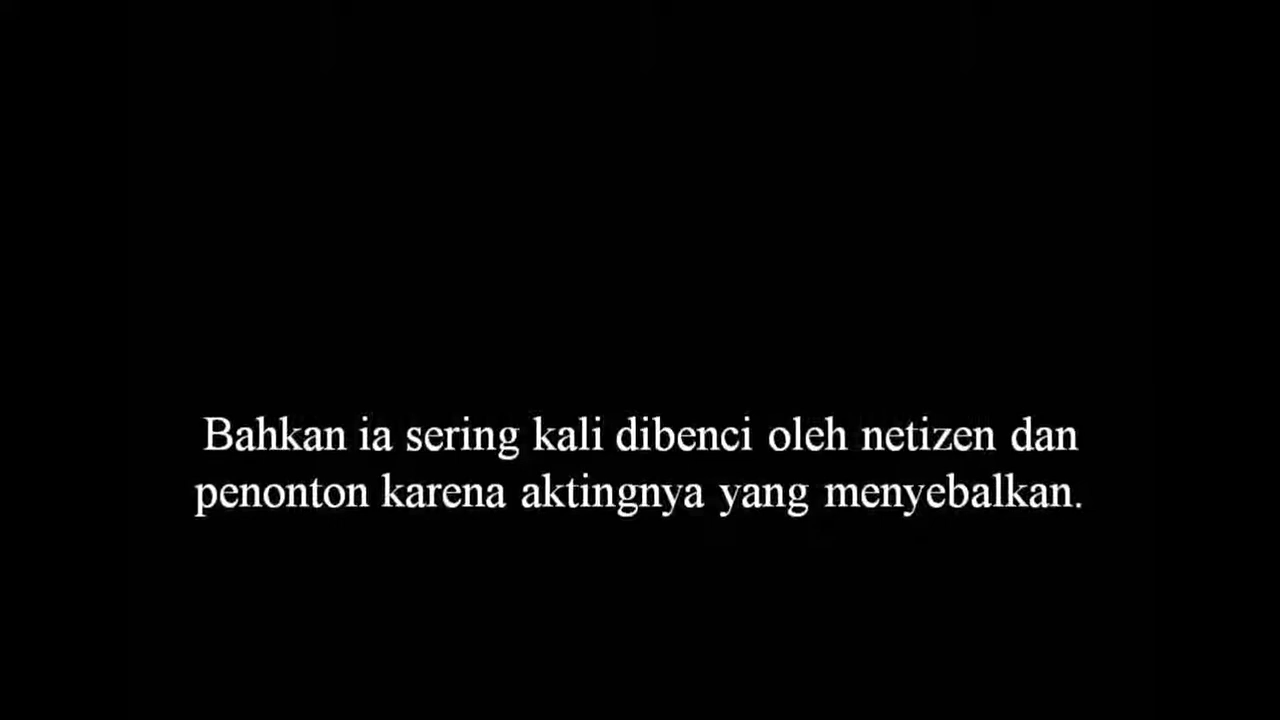 Bahkan ia sering kali dibenci oleh netizen dan
penonton karena aktingnya yang menyebalkan.